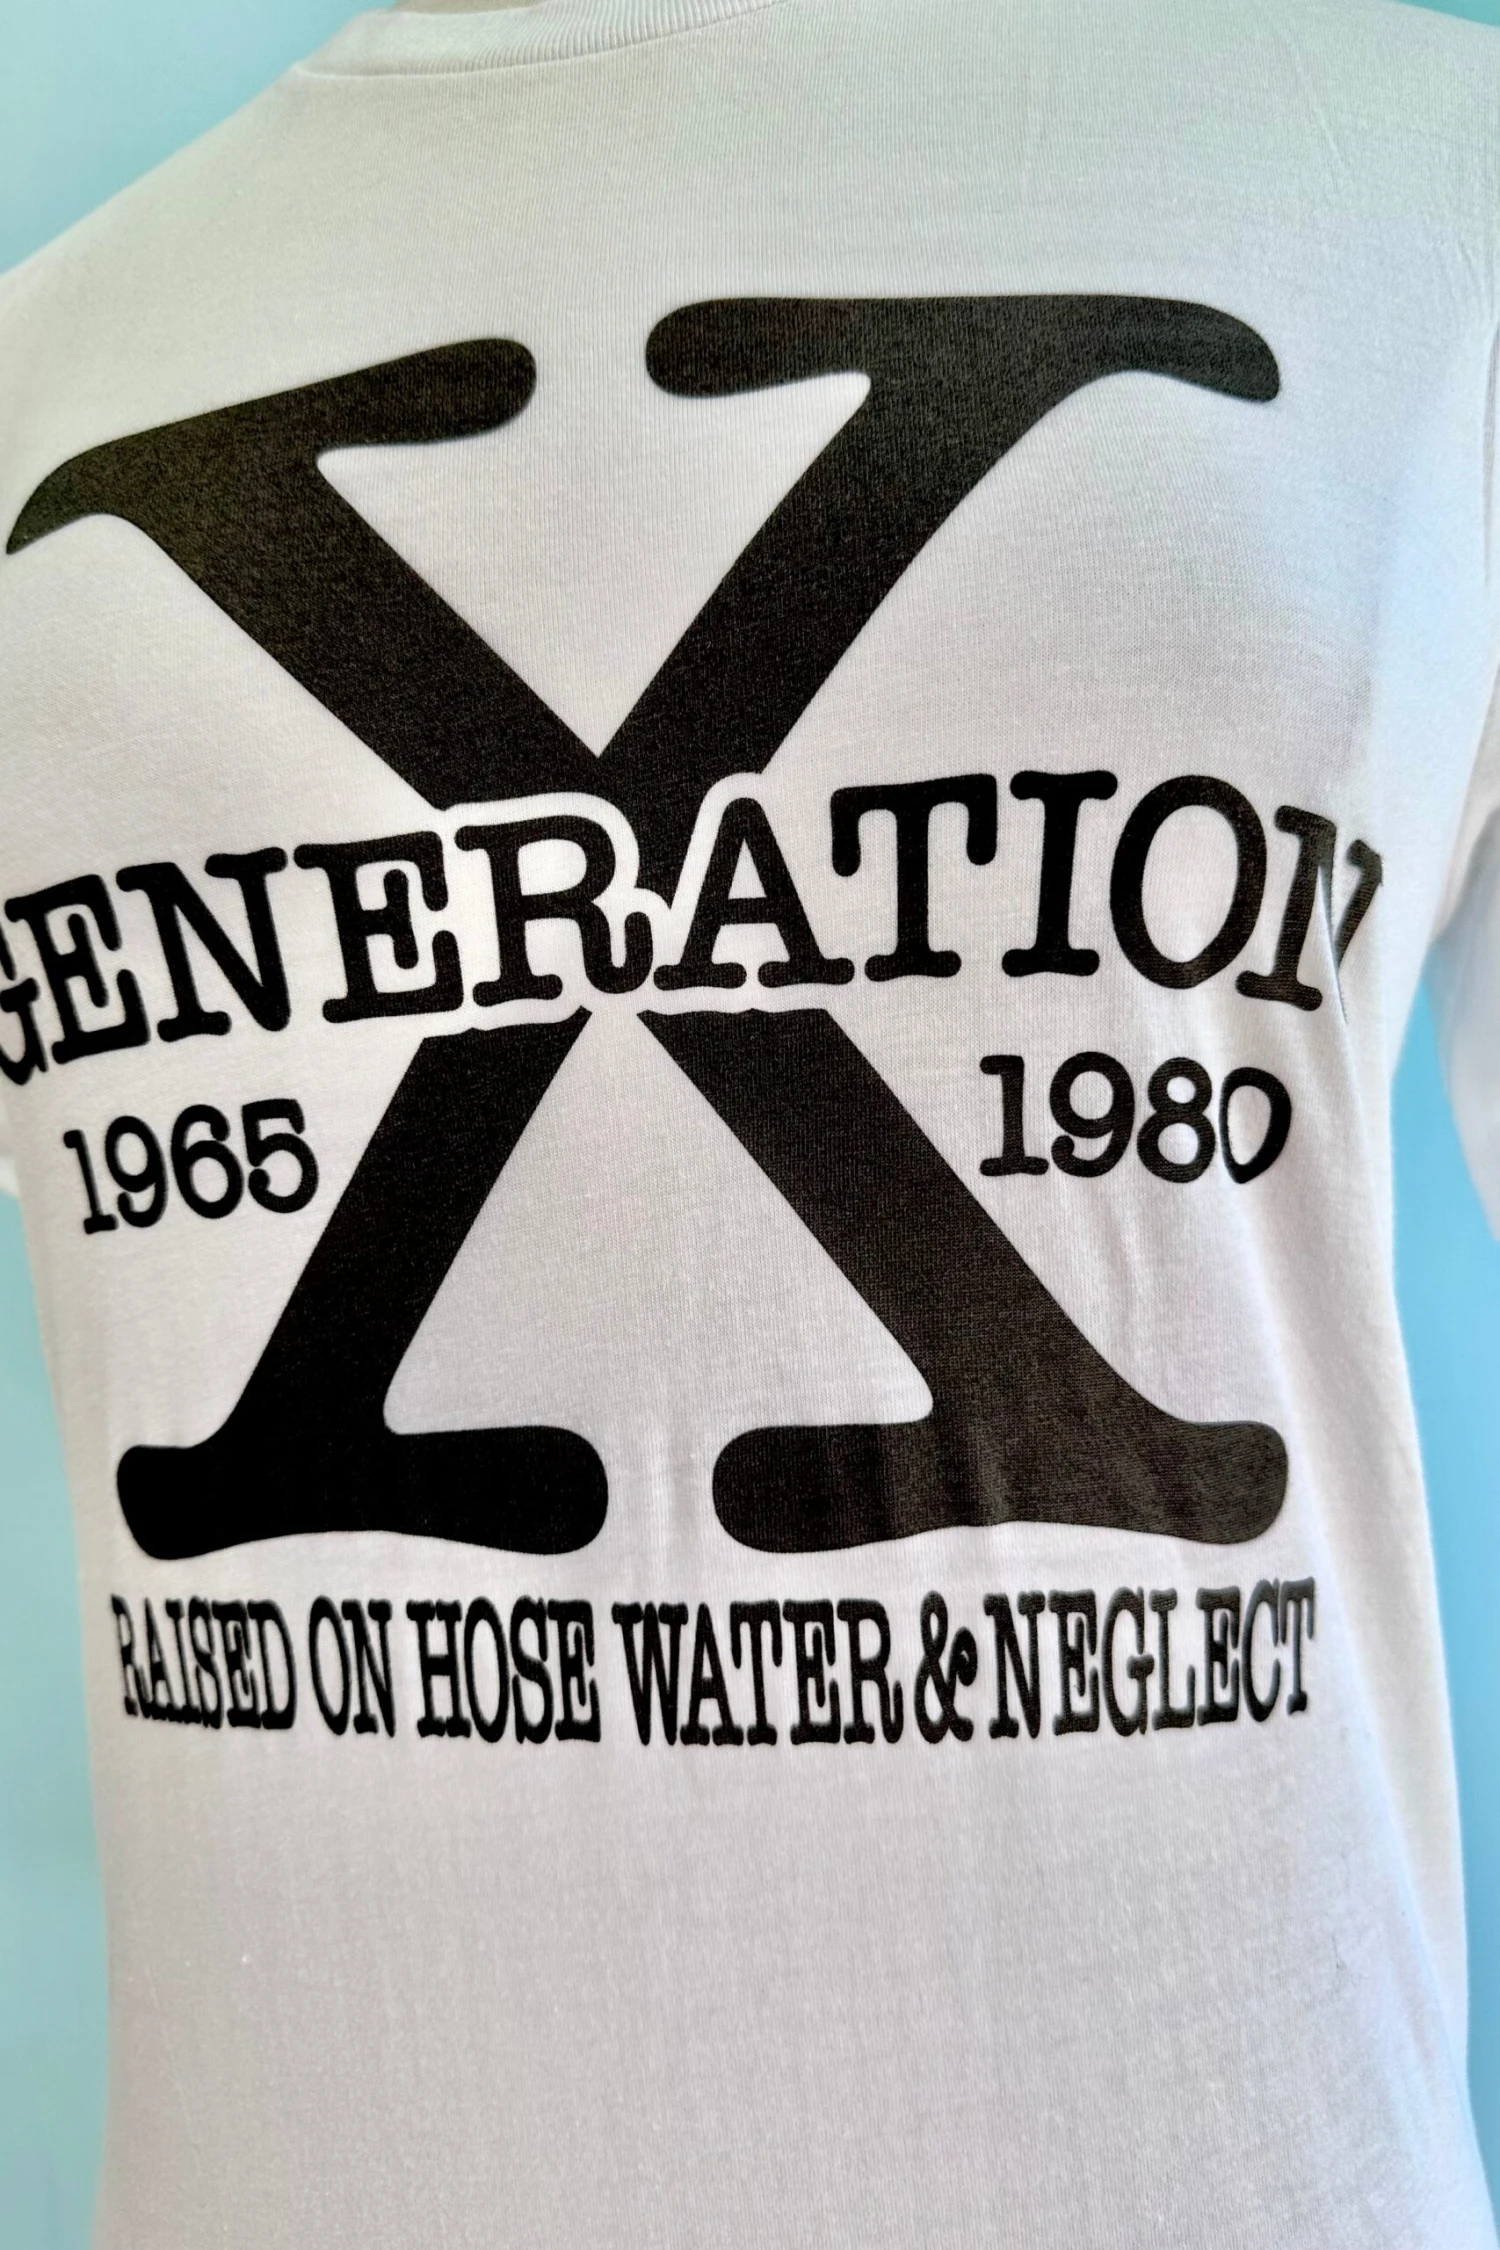 X
GENERATION
1965 1980
RAISED ON HOSE WATER & NEGLECT